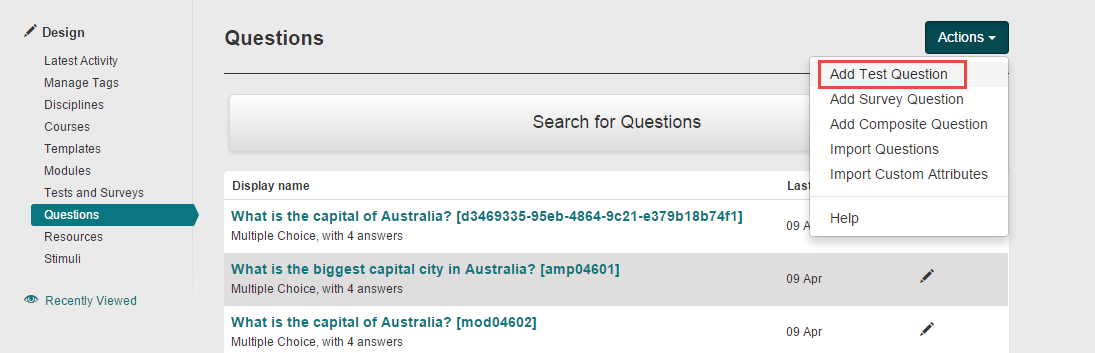 Design
Latest Activity
Manage Tags
Disciplines
Courses
Templates
Modules
Tests and Surveys
Questions
Resources
Stimuli
Recently Viewed
Questions
Actions
Add Test Question
Add Survey Question
Add Composite Question
Import Questions
Import Custom Attributes
Help
Search for Questions
Display name Las
What is the capital of Australia? [d3469335-95eb-4864-9c21-e379b18b74f1]
Multiple Choice, with 4 answers
09 A
What is the biggest capital city in Australia? [amp04601]
Multiple Choice, with 4 answers
09 Apr
What is the capital of Australia? [mod04602]
Multiple Choice, with 4 answers
09 Apr